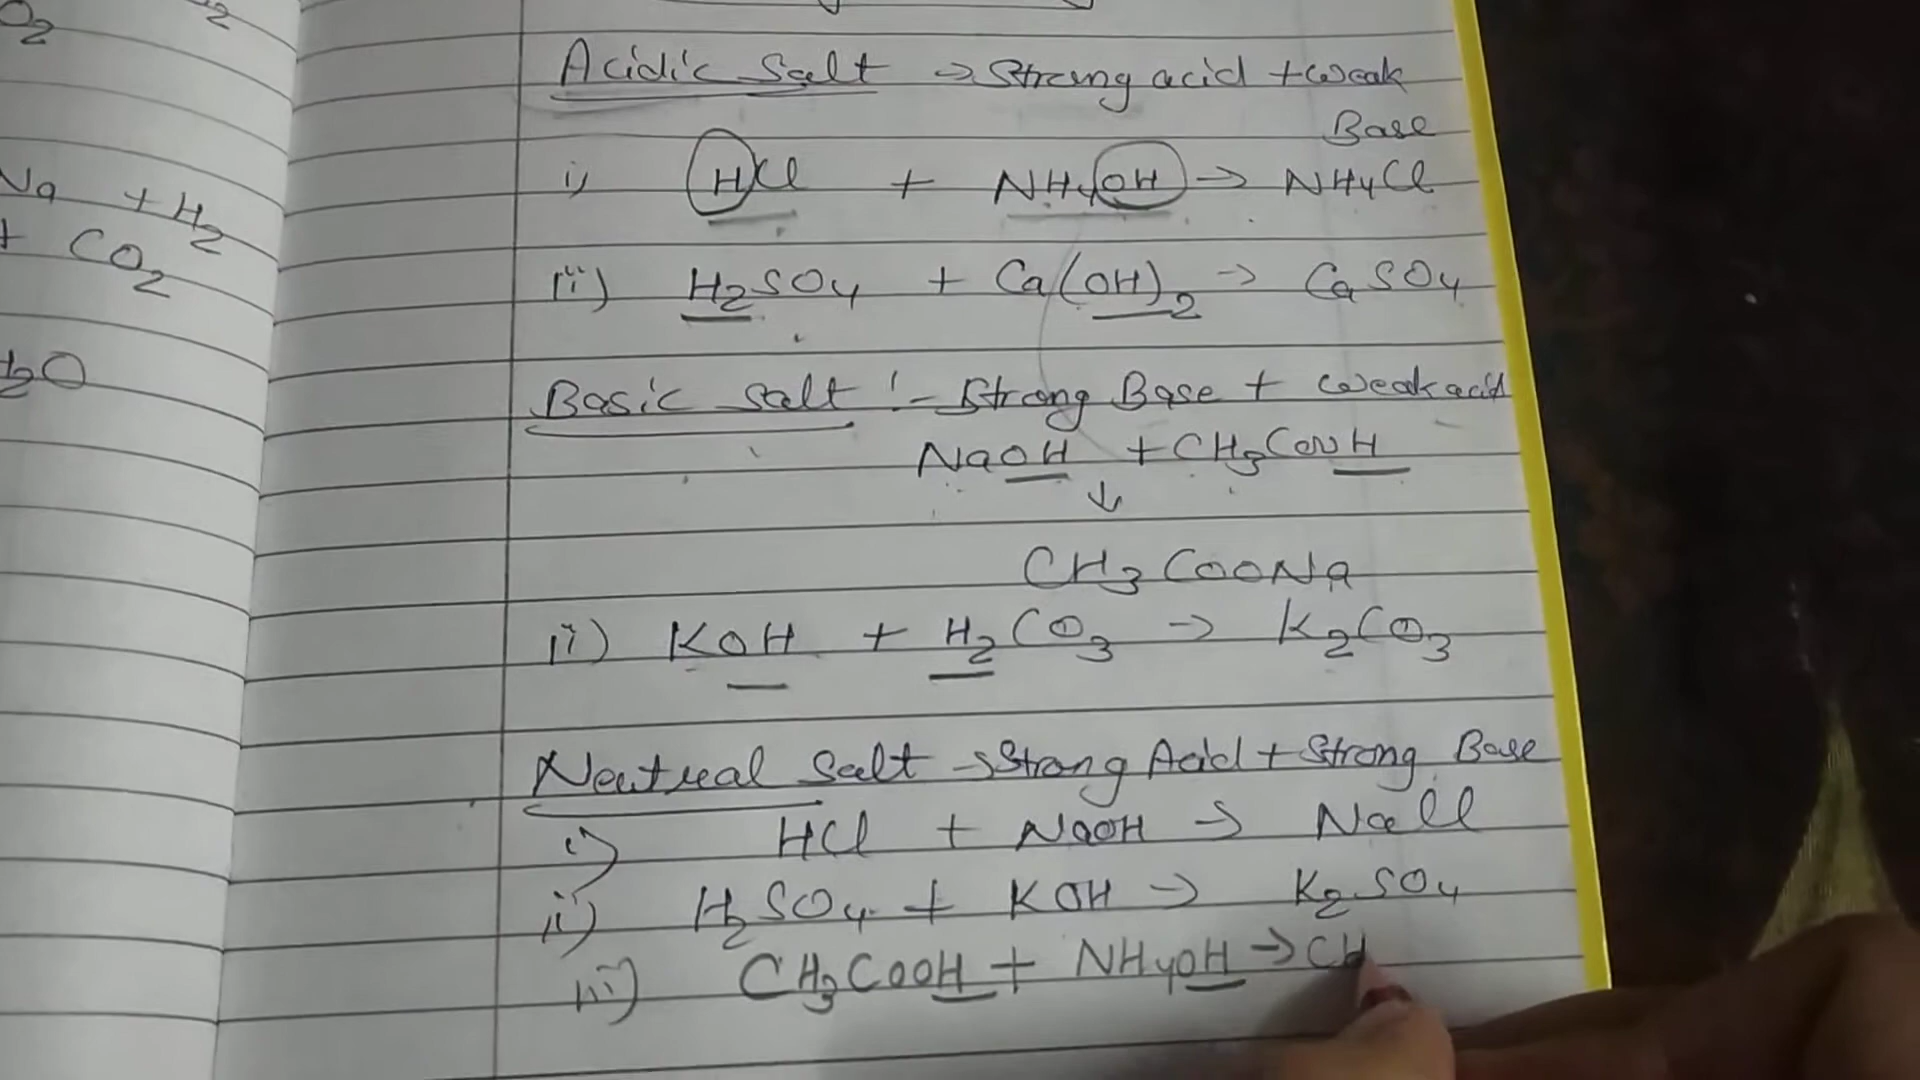 O2
2
Na + H2
+ CO2
H2O
Acidic Salt → Strong acid + weak
Base
i) HCl + NH4OH → NH4Cl
ii) H2SO4 + Ca(OH)2 → CaSO4
Basic Salt :- Strong Base + weak acid
NaOH + CH3COOH
↓
CH3COONa
ii) KOH + H2CO3 → K2CO3
Neutral Salt → Strong Acid + Strong Base
i) HCl + NaOH → NaCl
ii) H2SO4 + KOH → K2SO4
iii) CH3COOH + NH4OH → CH